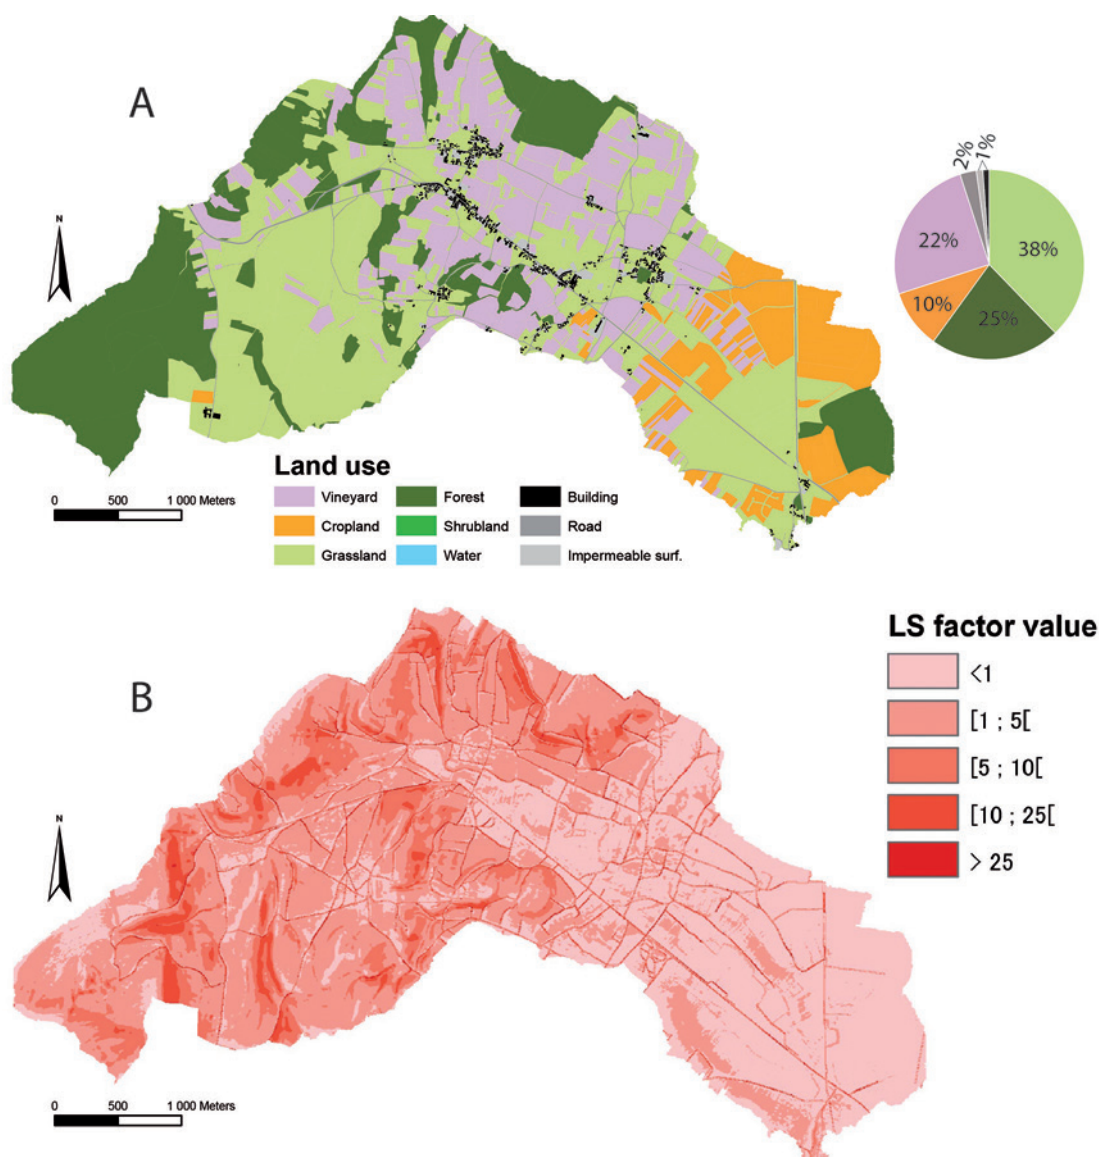 A
N
2%
1%
22%
38%
10%
25%
Land use
Vineyard
Forest
Building
Cropland
Shrubland
Road
Grassland
Water
Impermeable surf.
0 500 1 000 Meters
B
LS factor value
<1
[1 ; 5[
[5 ; 10[
[10 ; 25[
> 25
N
0 500 1 000 Meters